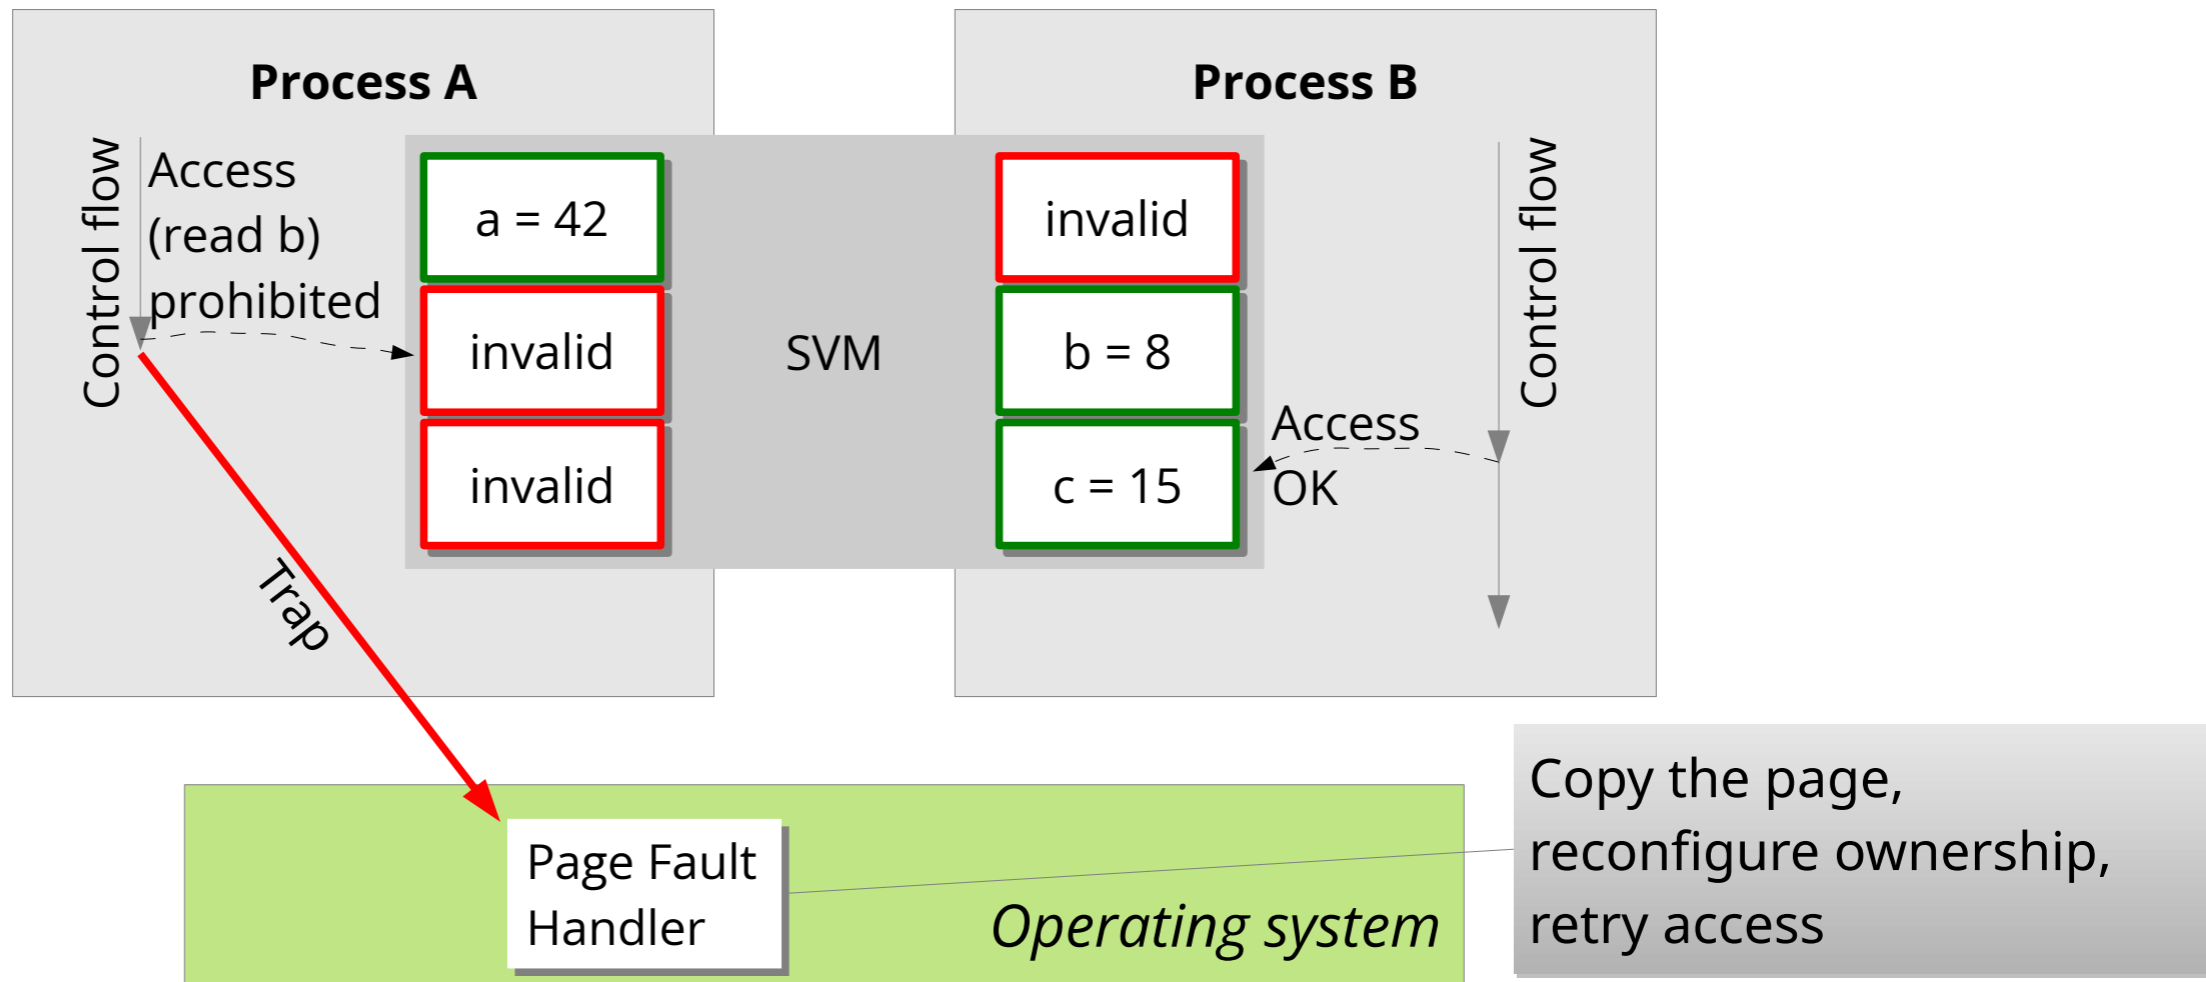 Process A
Control flow
Access
(read b)
prohibited
a = 42
invalid
invalid
SVM
Trap
Process B
invalid
b = 8
c = 15
Access
OK
Control flow
Page Fault
Handler
Operating system
Copy the page,
reconfigure ownership,
retry access